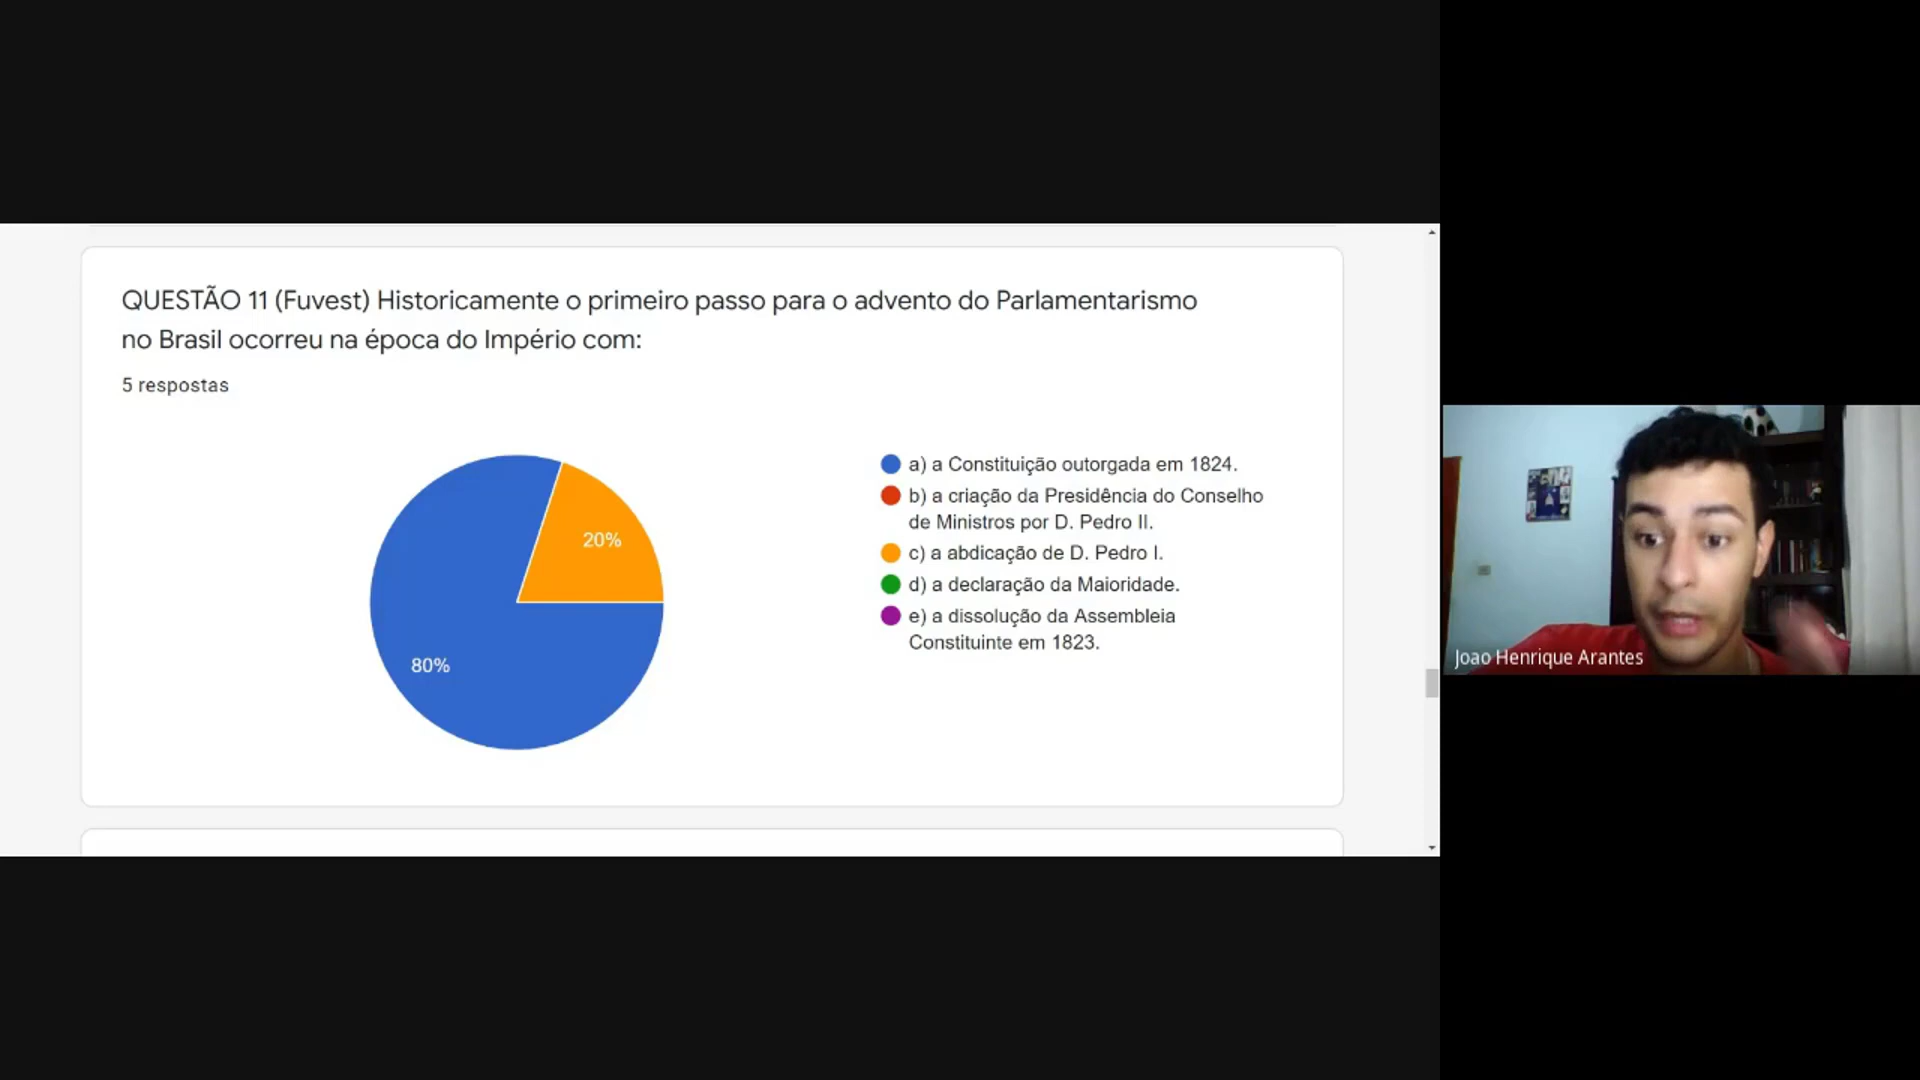 QUESTÃO 11 (Fuvest) Historicamente o primeiro passo para o advento do Parlamentarismo
no Brasil ocorreu na época do Império com:
5 respostas
20%
80%
a) a Constituição outorgada em 1824.
b) a criação da Presidência do Conselho
de Ministros por D. Pedro II.
c) a abdicação de D. Pedro I.
d) a declaração da Maioridade.
e) a dissolução da Assembleia
Constituinte em 1823.
Joao Henrique Arantes